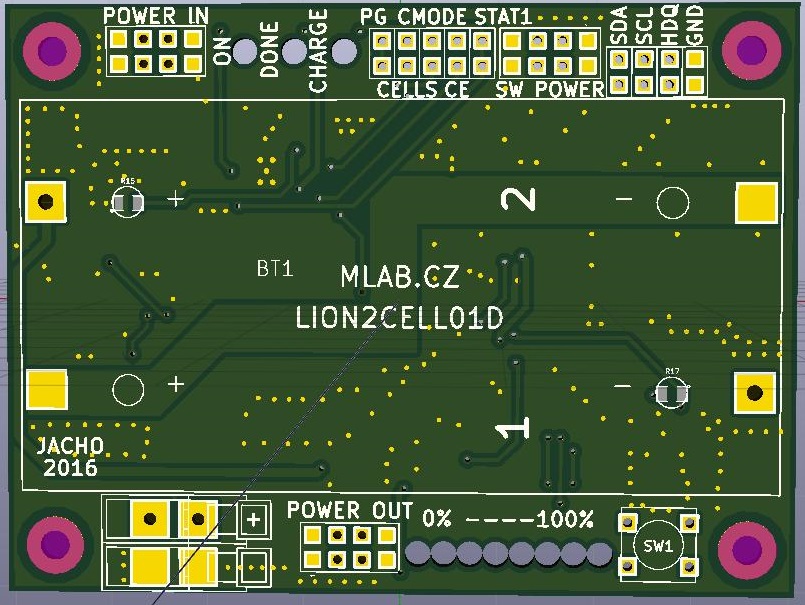 POWER IN
ON
DONE
CHARGE
PG CMODE STAT1
CELLS CE
SW POWER
SDA
SCL
HDQ
GND
R15
+
2
−
BT1
MLAB.CZ
LION2CELL01D
+
−
R17
1
JACHO
2016
+
POWER OUT
0% ----100%
SW1